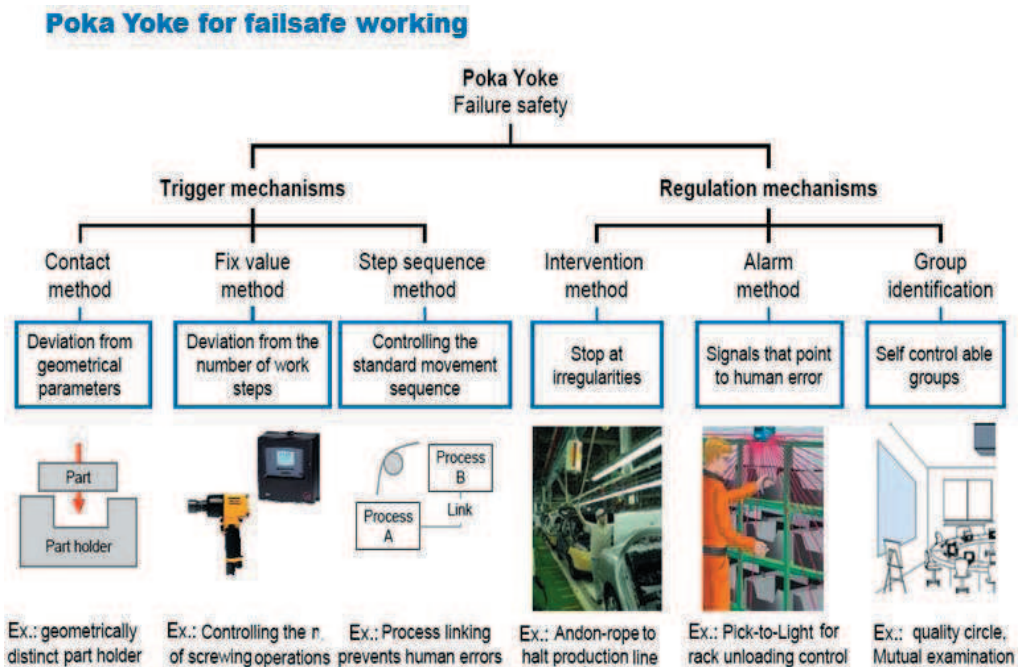 Poka Yoke for failsafe working
Poka Yoke
Failure safety
Trigger mechanisms
Regulation mechanisms
Contact
method
Fix value
method
Step sequence
method
Intervention
method
Alarm
method
Group
identification
Deviation from
geometrical
parameters
Deviation from the
number of work
steps
Controlling the
standard movement
sequence
Stop at
irregularities
Signals that point
to human error
Self control able
groups
Part
Part holder
Process
B
Process
A
Link
Ex.: geometrically
distinct part holder
Ex.: Controlling the n.
of screwing operations
Ex.: Process linking
prevents human errors
Ex.: Andon-rope to
halt production line
Ex.: Pick-to-Light for
rack unloading control
Ex.: quality circle,
Mutual examination